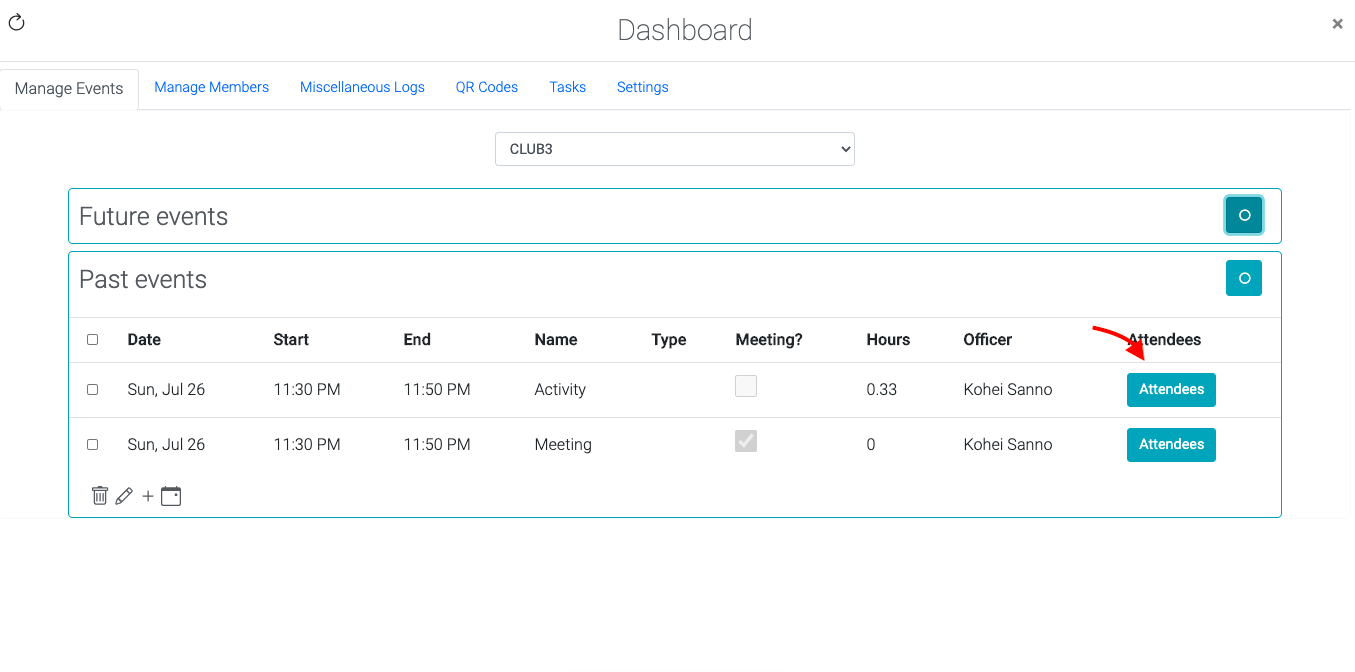 Dashboard
×
Manage Events Manage Members Miscellaneous Logs QR Codes Tasks Settings
CLUB3
Future events
Past events
Date Start End Name Type Meeting? Hours Officer Attendees
Sun, Jul 26 11:30 PM 11:50 PM Activity 0.33 Kohei Sanno Attendees
Sun, Jul 26 11:30 PM 11:50 PM Meeting 0 Kohei Sanno Attendees